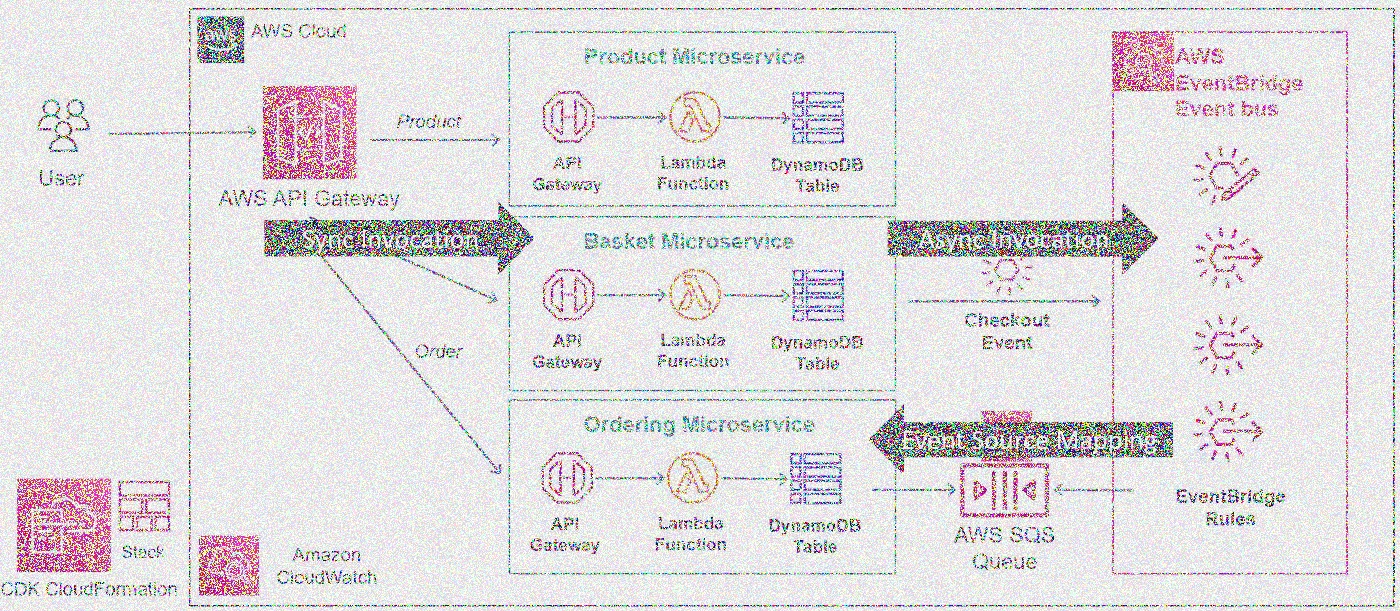 AWS Cloud
User
AWS API Gateway
Product
Sync Invocation
Order
Product Microservice
API
Gateway
Lambda
Function
DynamoDB
Table
Basket Microservice
API
Gateway
Lambda
Function
DynamoDB
Table
Ordering Microservice
API
Gateway
Lambda
Function
DynamoDB
Table
Async Invocation
Checkout
Event
Event Source Mapping
AWS SQS
Queue
AWS
EventBridge
Event bus
EventBridge
Rules
Stack
CDK CloudFormation
Amazon
CloudWatch